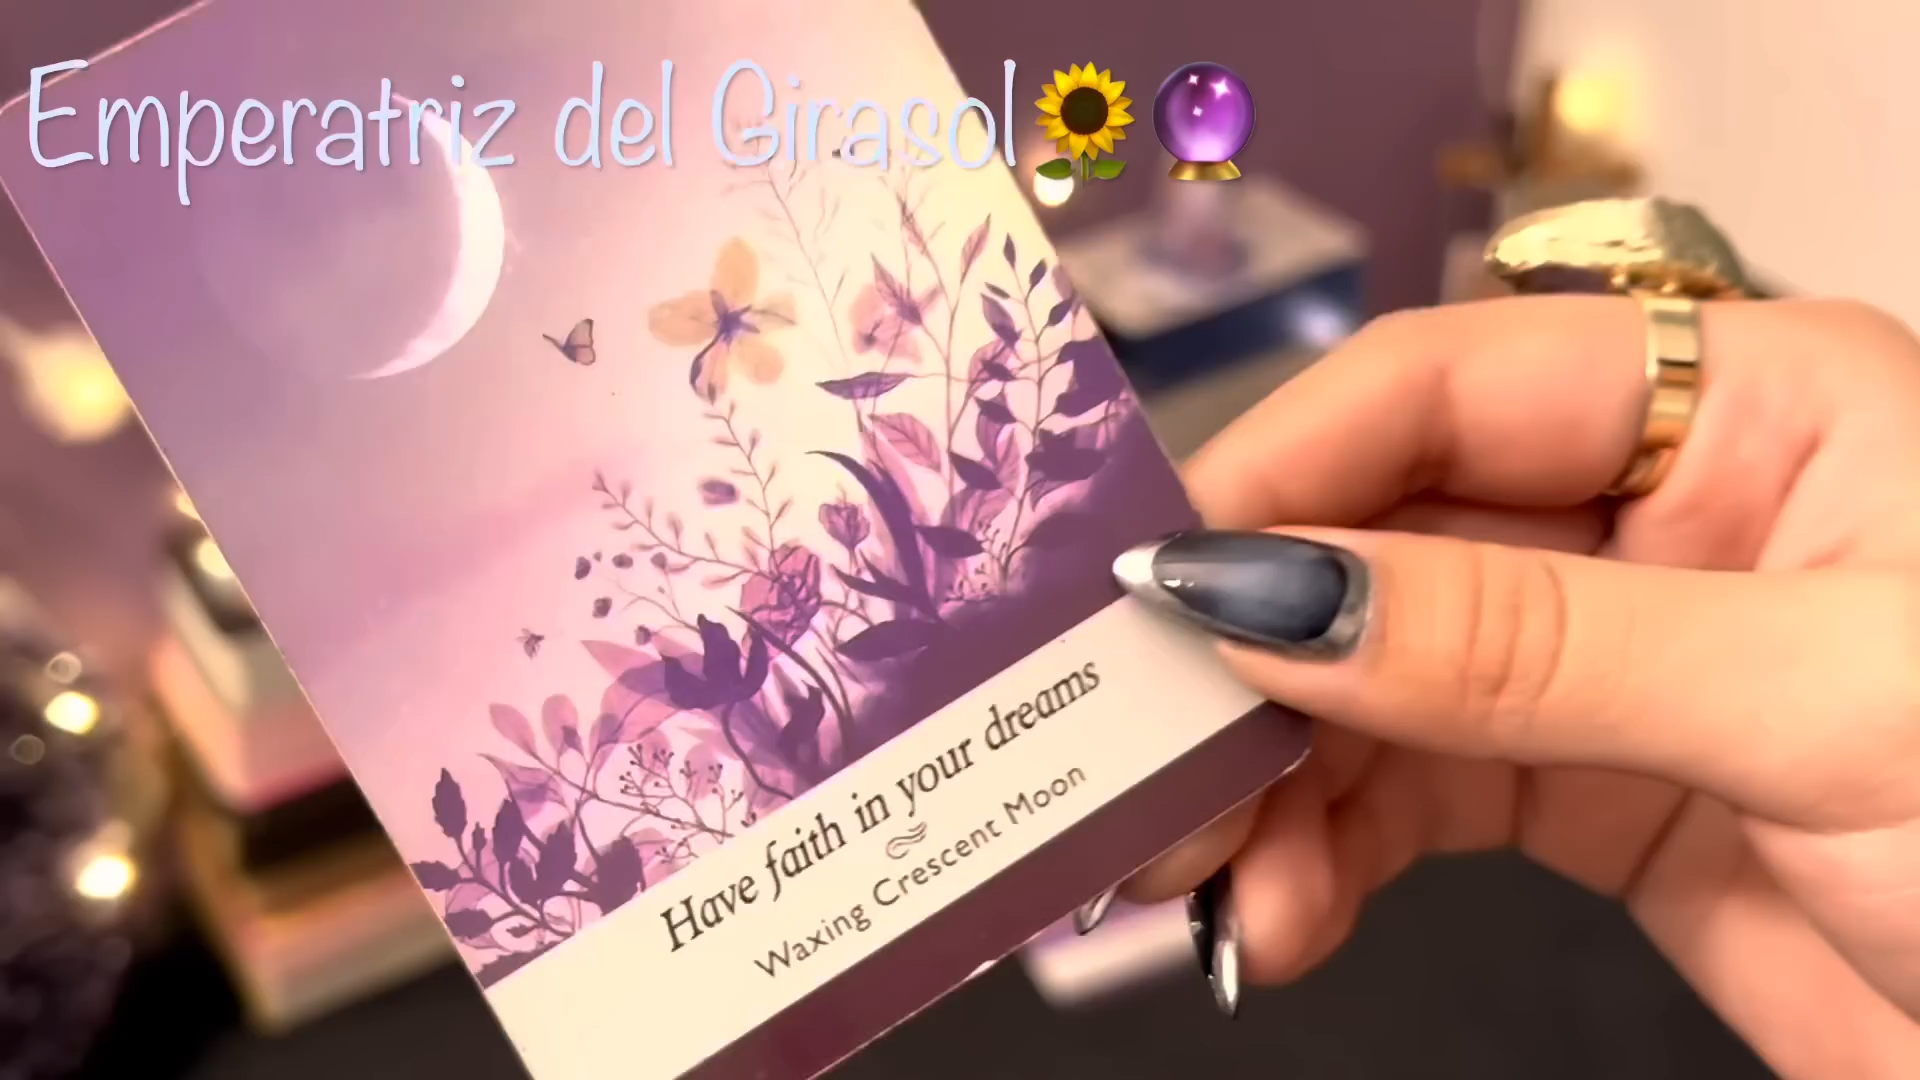 Emperatriz del Girasol🌻🔮
Have faith in your dreams
Waxing Crescent Moon